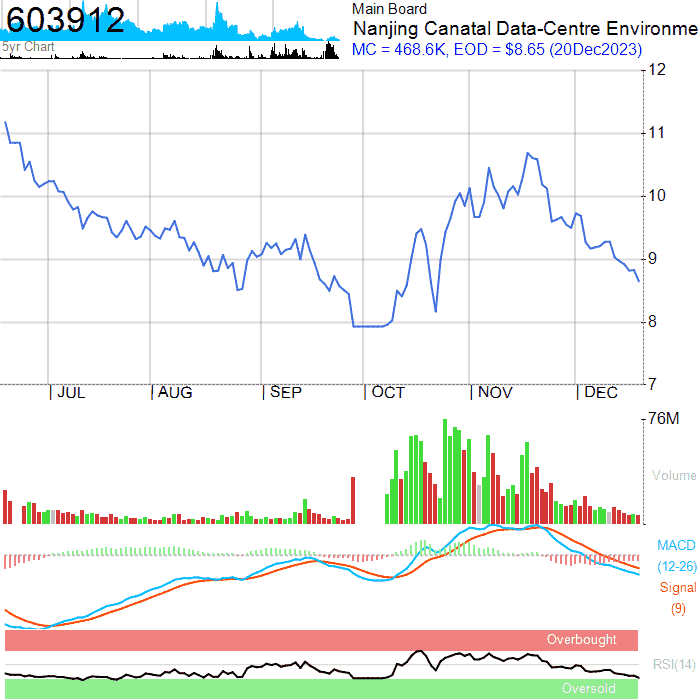 603912
5yr Chart
Main Board
Nanjing Canatal Data-Centre Environme
MC = 468.6K, EOD = $8.65 (20Dec2023)
12
11
10
9
8
7
| JUL | AUG | SEP | OCT | NOV | DEC
76M
Volume
MACD
(12-26)
Signal
(9)
Overbought
RSI(14)
Oversold